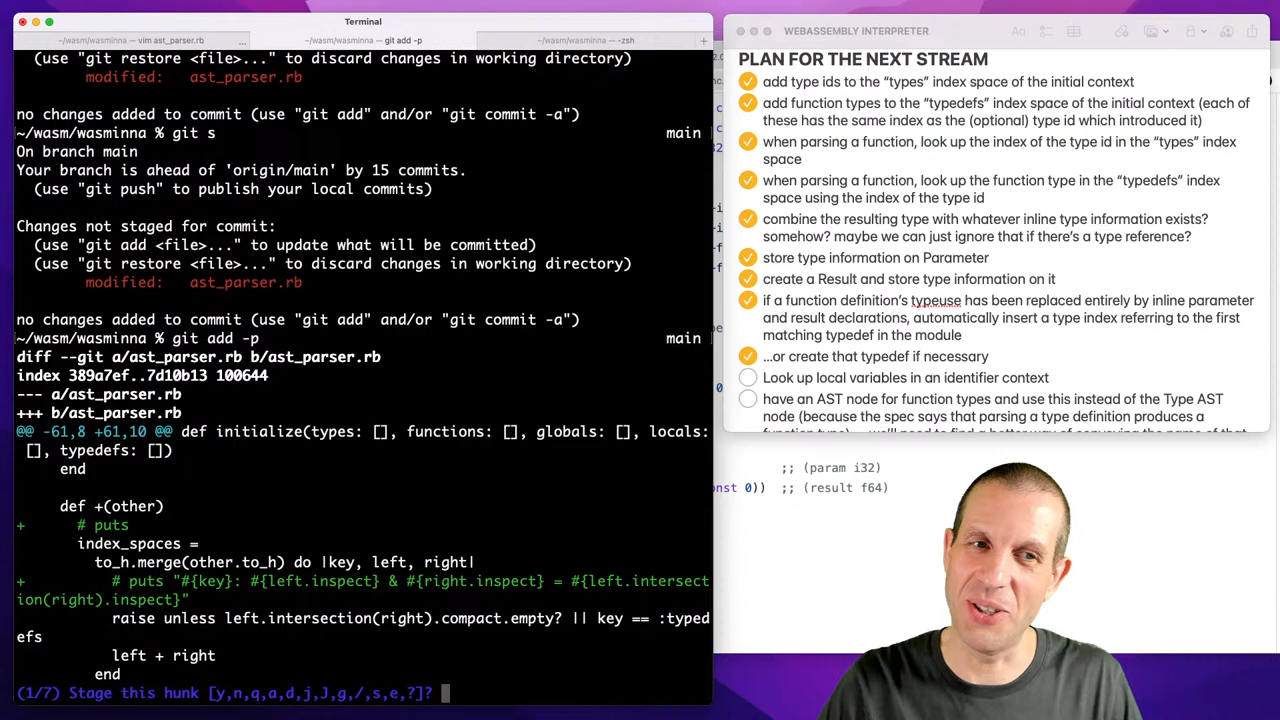 Terminal
~/wasm/wasminna — vim ast_parser.rb
...
~/wasm/wasminna — git add -p
~/wasm/wasminna — -zsh
+
(use "git restore <file>..." to discard changes in working directory)
modified: ast_parser.rb
no changes added to commit (use "git add" and/or "git commit -a")
~/wasm/wasminna % git s main
On branch main
Your branch is ahead of 'origin/main' by 15 commits.
(use "git push" to publish your local commits)
Changes not staged for commit:
(use "git add <file>..." to update what will be committed)
(use "git restore <file>..." to discard changes in working directory)
modified: ast_parser.rb
no changes added to commit (use "git add" and/or "git commit -a")
~/wasm/wasminna % git add -p main
diff --git a/ast_parser.rb b/ast_parser.rb
index 389a7ef..7d10b13 100644
--- a/ast_parser.rb
+++ b/ast_parser.rb
@@ -61,8 +61,10 @@ def initialize(types: [], functions: [], globals: [], locals:
[], typedefs: [])
end
def +(other)
+ # puts
index_spaces =
to_h.merge(other.to_h) do |key, left, right|
+ # puts "#{key}: #{left.inspect} & #{right.inspect} = #{left.intersect
ion(right).inspect}"
raise unless left.intersection(right).compact.empty? || key == :typed
efs
left + right
end
(1/7) Stage this hunk [y,n,q,a,d,j,J,g,/,s,e,?]?
WEBASSEMBLY INTERPRETER
Aa
PLAN FOR THE NEXT STREAM
add type ids to the “types” index space of the initial context
add function types to the “typedefs” index space of the initial context (each of
these has the same index as the (optional) type id which introduced it)
when parsing a function, look up the index of the type id in the “types” index
space
when parsing a function, look up the function type in the “typedefs” index
space using the index of the type id
combine the resulting type with whatever inline type information exists?
somehow? maybe we can just ignore that if there’s a type reference?
store type information on Parameter
create a Result and store type information on it
if a function definition’s typeuse has been replaced entirely by inline parameter
and result declarations, automatically insert a type index referring to the first
matching typedef in the module
…or create that typedef if necessary
Look up local variables in an identifier context
have an AST node for function types and use this instead of the Type AST
node (because the spec says that parsing a type definition produces a
function type) — we’ll need to find a better way of conveying the name of that
;; (param i32)
onst 0)) ;; (result f64)